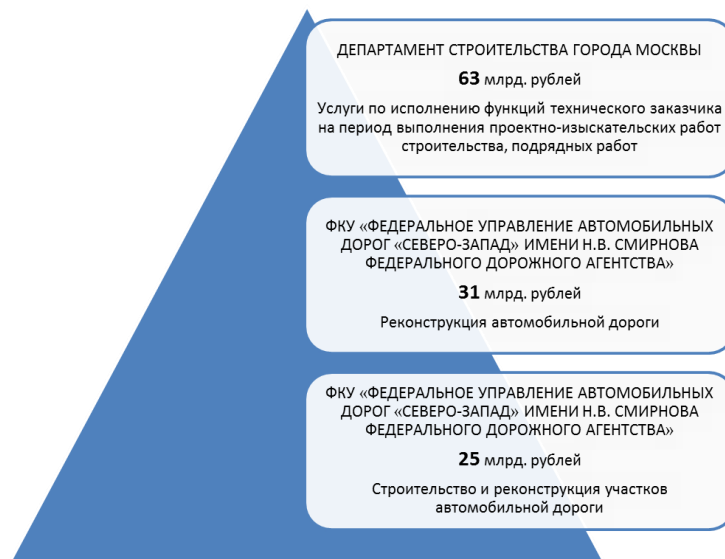 ДЕПАРТАМЕНТ СТРОИТЕЛЬСТВА ГОРОДА МОСКВЫ
63 млрд. рублей
Услуги по исполнению функций технического заказчика
на период выполнения проектно-изыскательских работ
строительства, подрядных работ
ФКУ «ФЕДЕРАЛЬНОЕ УПРАВЛЕНИЕ АВТОМОБИЛЬНЫХ
ДОРОГ «СЕВЕРО-ЗАПАД» ИМЕНИ Н.В. СМИРНОВА
ФЕДЕРАЛЬНОГО ДОРОЖНОГО АГЕНТСТВА»
31 млрд. рублей
Реконструкция автомобильной дороги
ФКУ «ФЕДЕРАЛЬНОЕ УПРАВЛЕНИЕ АВТОМОБИЛЬНЫХ
ДОРОГ «СЕВЕРО-ЗАПАД» ИМЕНИ Н.В. СМИРНОВА
ФЕДЕРАЛЬНОГО ДОРОЖНОГО АГЕНТСТВА»
25 млрд. рублей
Строительство и реконструкция участков
автомобильной дороги